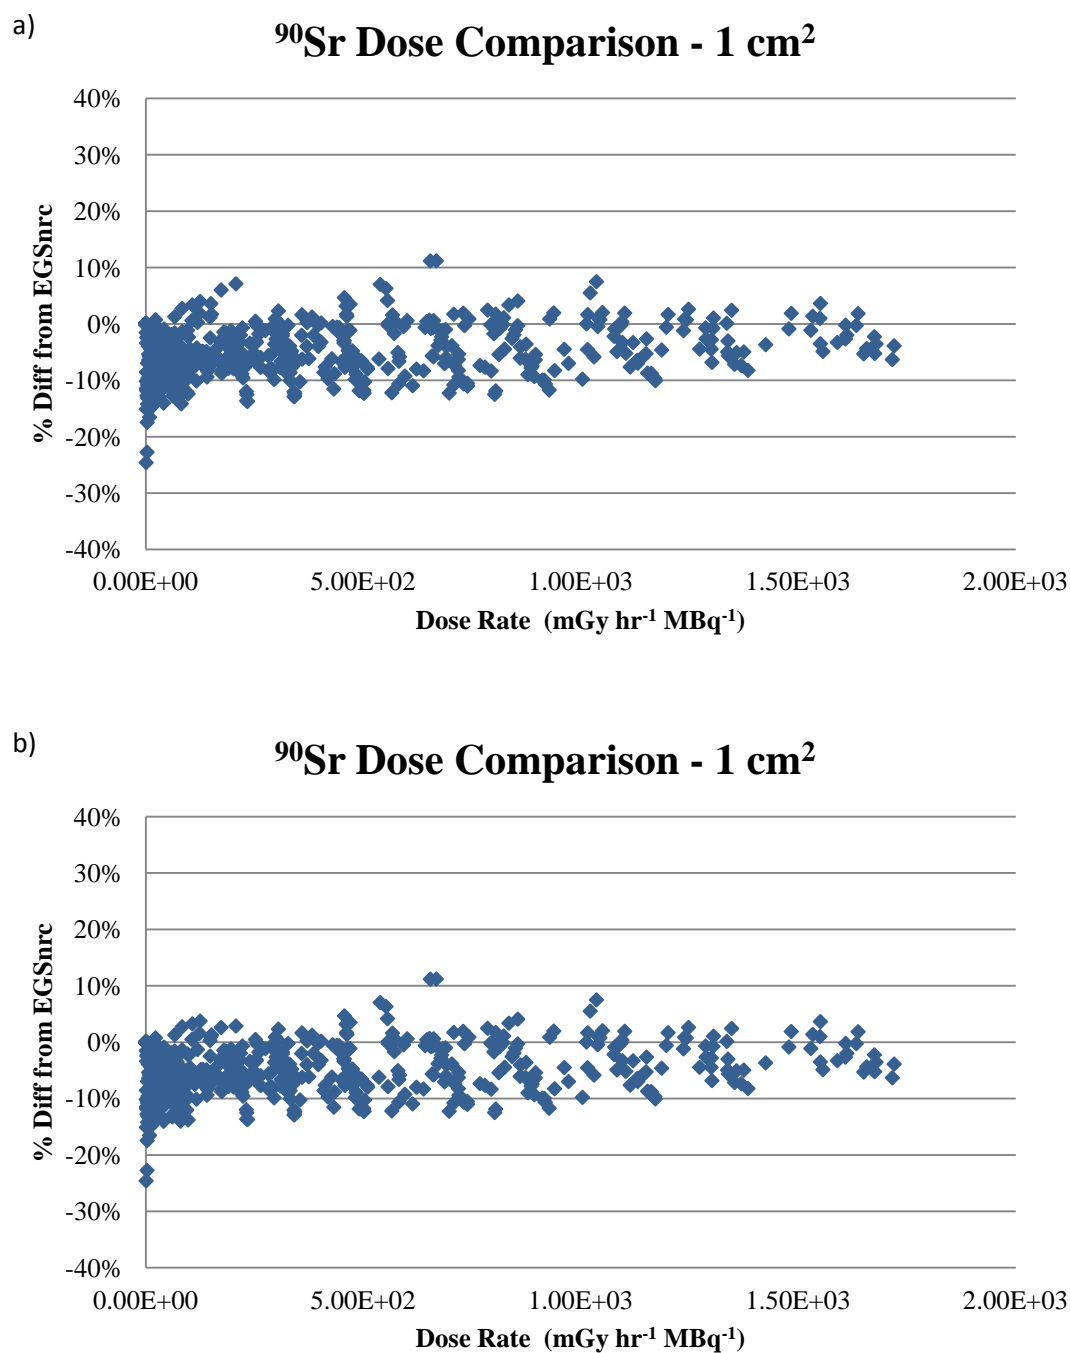 a)
⁹⁰Sr Dose Comparison - 1 cm²
40%
30%
20%
10%
0%
-10%
-20%
-30%
-40%
% Diff from EGSnrc
0.00E+00 5.00E+02 1.00E+03 1.50E+03 2.00E+03
Dose Rate (mGy hr⁻¹ MBq⁻¹)
b)
⁹⁰Sr Dose Comparison - 1 cm²
40%
30%
20%
10%
0%
-10%
-20%
-30%
-40%
% Diff from EGSnrc
0.00E+00 5.00E+02 1.00E+03 1.50E+03 2.00E+03
Dose Rate (mGy hr⁻¹ MBq⁻¹)